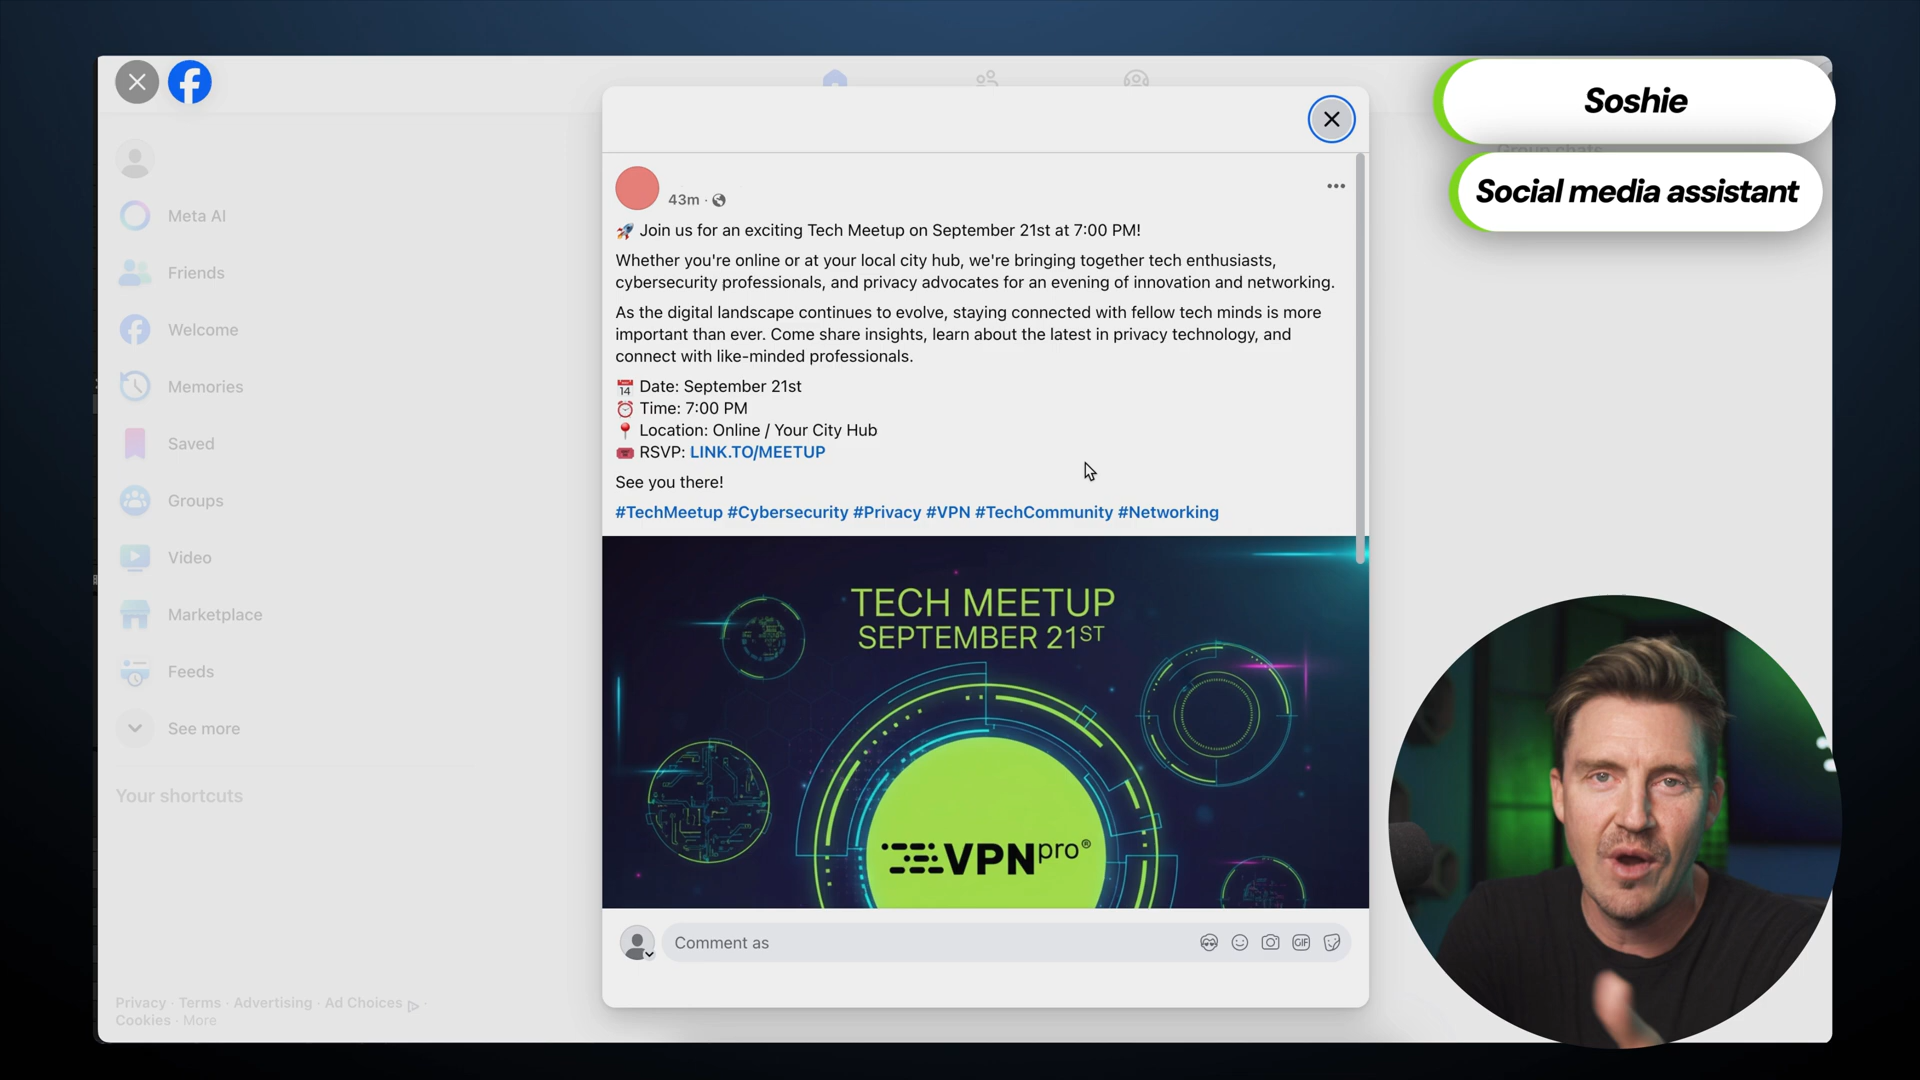 Soshie
Social media assistant
Group chats
Meta AI
Friends
Welcome
Memories
Saved
Groups
Video
Marketplace
Feeds
See more
Your shortcuts
Privacy · Terms · Advertising · Ad Choices ·
Cookies · More
43m ·
🚀 Join us for an exciting Tech Meetup on September 21st at 7:00 PM!
Whether you're online or at your local city hub, we're bringing together tech enthusiasts,
cybersecurity professionals, and privacy advocates for an evening of innovation and networking.
As the digital landscape continues to evolve, staying connected with fellow tech minds is more
important than ever. Come share insights, learn about the latest in privacy technology, and
connect with like-minded professionals.
📅 Date: September 21st
⏰ Time: 7:00 PM
📍 Location: Online / Your City Hub
🎟️ RSVP: LINK.TO/MEETUP
See you there!
#TechMeetup #Cybersecurity #Privacy #VPN #TechCommunity #Networking
TECH MEETUP
SEPTEMBER 21ST
VPNpro®
Comment as
GIF